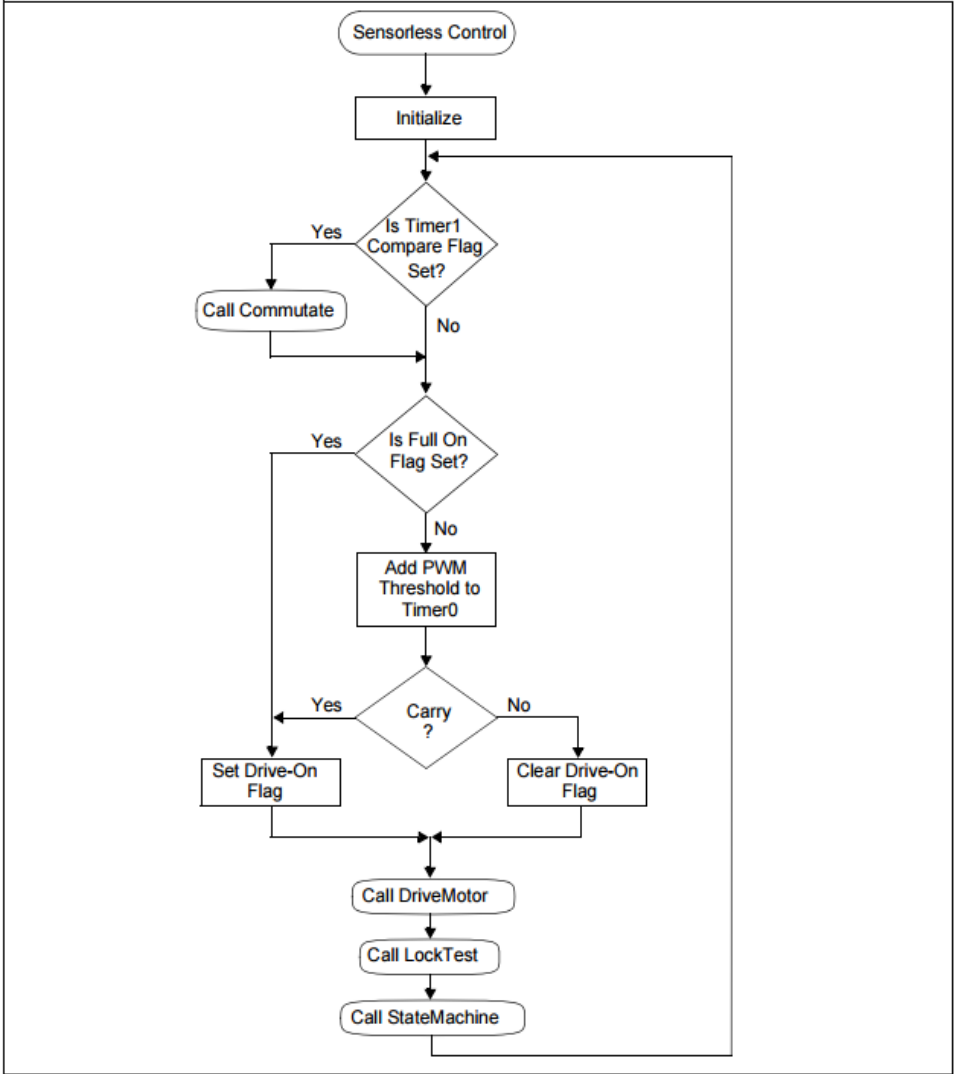 Sensorless Control
Initialize
Is Timer1
Compare Flag
Set?
Yes
Call Commutate
No
Is Full On
Flag Set?
Yes
No
Add PWM
Threshold to
Timer0
Carry
?
Yes
No
Set Drive-On
Flag
Clear Drive-On
Flag
Call DriveMotor
Call LockTest
Call StateMachine